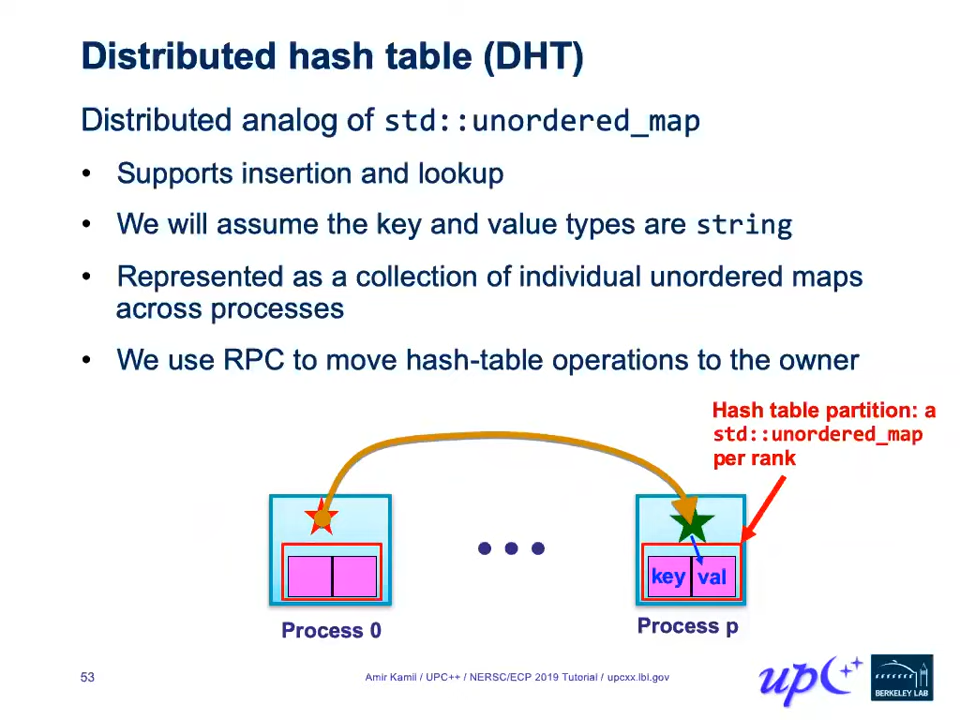 Distributed hash table (DHT)
Distributed analog of std::unordered_map
• Supports insertion and lookup
• We will assume the key and value types are string
• Represented as a collection of individual unordered maps
across processes
• We use RPC to move hash-table operations to the owner
Hash table partition: a
std::unordered_map
per rank
key val
Process 0
Process p
53
Amir Kamil / UPC++ / NERSC/ECP 2019 Tutorial / upcxx.lbl.gov
upC++
BERKELEY LAB